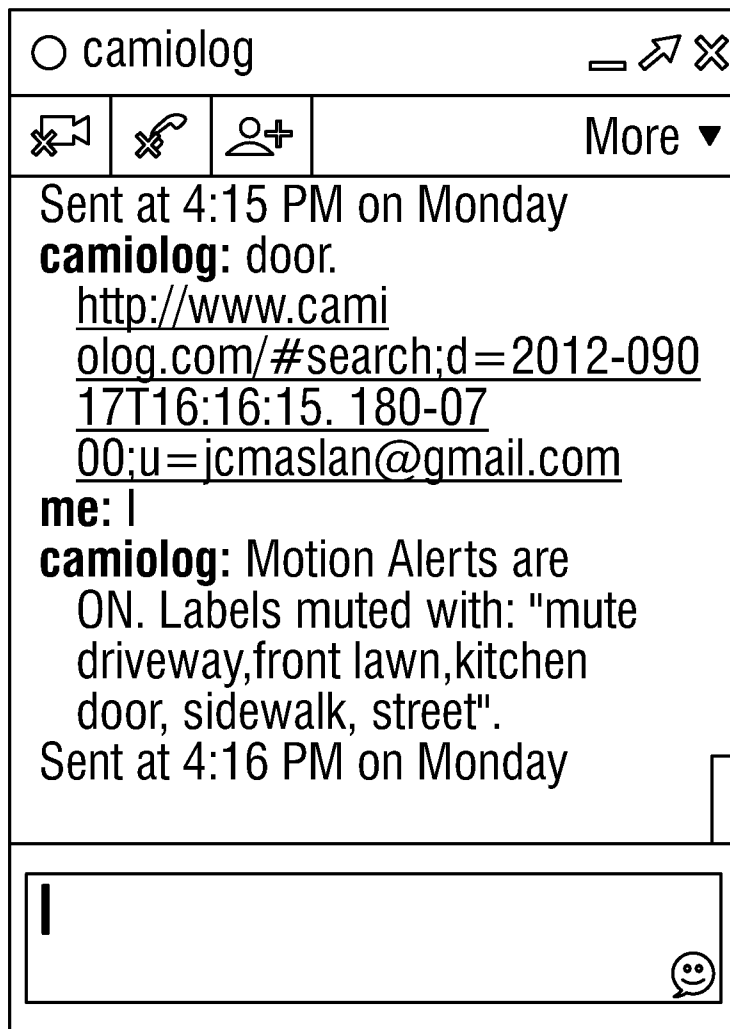 camiolog
More
Sent at 4:15 PM on Monday
camiolog: door.
http://www.cami
olog.com/#search;d=2012-090
17T16:16:15. 180-07
00;u=jcmaslan@gmail.com
me: l
camiolog: Motion Alerts are
ON. Labels muted with: "mute
driveway,front lawn,kitchen
door, sidewalk, street".
Sent at 4:16 PM on Monday